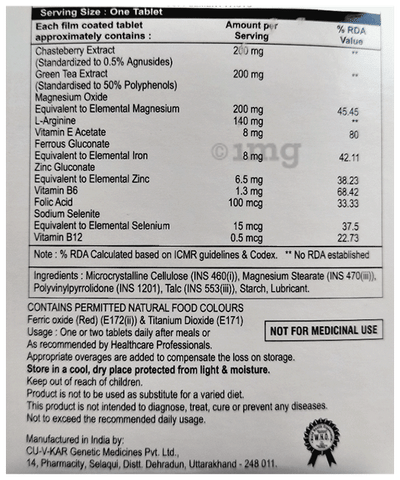 Serving Size : One Tablet
Each film coated tablet approximately contains : Amount per Serving % RDA Value
Chasteberry Extract 200 mg **
(Standardized to 0.5% Agnusides)
Green Tea Extract 200 mg **
(Standardised to 50% Polyphenols)
Magnesium Oxide
Equivalent to Elemental Magnesium 200 mg 45.45
L-Arginine 140 mg **
Vitamin E Acetate 8 mg 80
Ferrous Gluconate
Equivalent to Elemental Iron 8 mg 42.11
Zinc Gluconate
Equivalent to Elemental Zinc 6.5 mg 38.23
Vitamin B6 1.3 mg 68.42
Folic Acid 100 mcg 33.33
Sodium Selenite
Equivalent to Elemental Selenium 15 mcg 37.5
Vitamin B12 0.5 mcg 22.73
Note : % RDA Calculated based on ICMR guidelines & Codex. ** No RDA established
Ingredients : Microcrystalline Cellulose (INS 460(i)), Magnesium Stearate (INS 470(iii)),
Polyvinylpyrrolidone (INS 1201), Talc (INS 553(iii)), Starch, Lubricant.
CONTAINS PERMITTED NATURAL FOOD COLOURS
Ferric oxide (Red) (E172(ii)) & Titanium Dioxide (E171)
Usage : One or two tablets daily after meals or
As recommended by Healthcare Professionals.
NOT FOR MEDICINAL USE
Appropriate overages are added to compensate the loss on storage.
Store in a cool, dry place protected from light & moisture.
Keep out of reach of children.
Product is not to be used as substitute for a varied diet.
This product is not intended to diagnose, treat, cure or prevent any diseases.
Not to exceed the recommended daily usage.
Manufactured in India by:
CU-V-KAR Genetic Medicines Pvt. Ltd.,
14, Pharmacity, Selaqui, Distt. Dehradun, Uttarakhand - 248 011.
©1mg